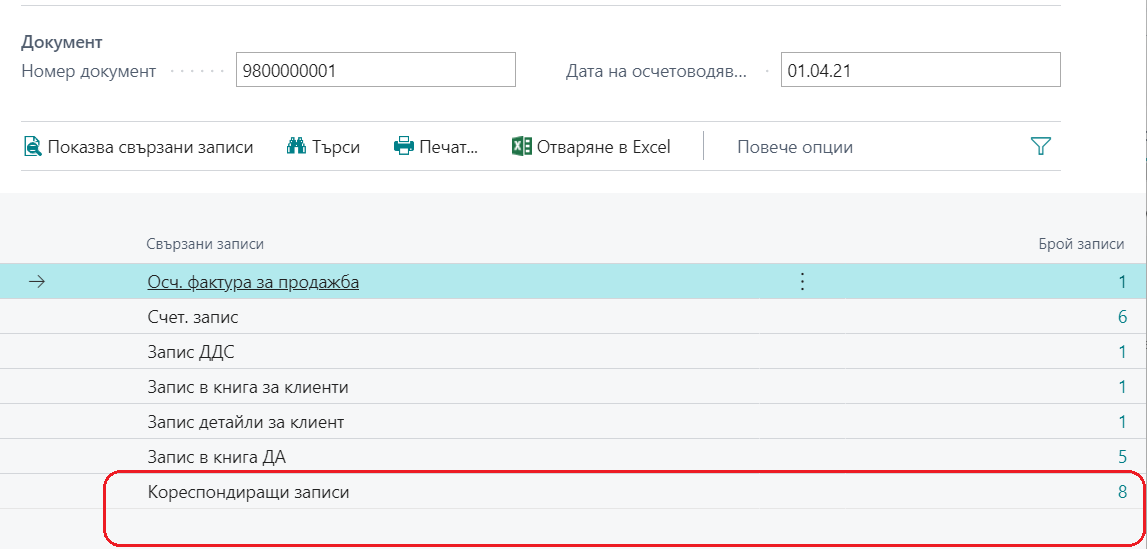 Документ
Номер документ 9800000001 Дата на осчетоводяв... 01.04.21
Показва свързани записи Търси Печат... Отваряне в Excel Повече опции
Свързани записи Брой записи
Осч. фактура за продажба 1
Счет. запис 6
Запис ДДС 1
Запис в книга за клиенти 1
Запис детайли за клиент 1
Запис в книга ДА 5
Кореспондиращи записи 8